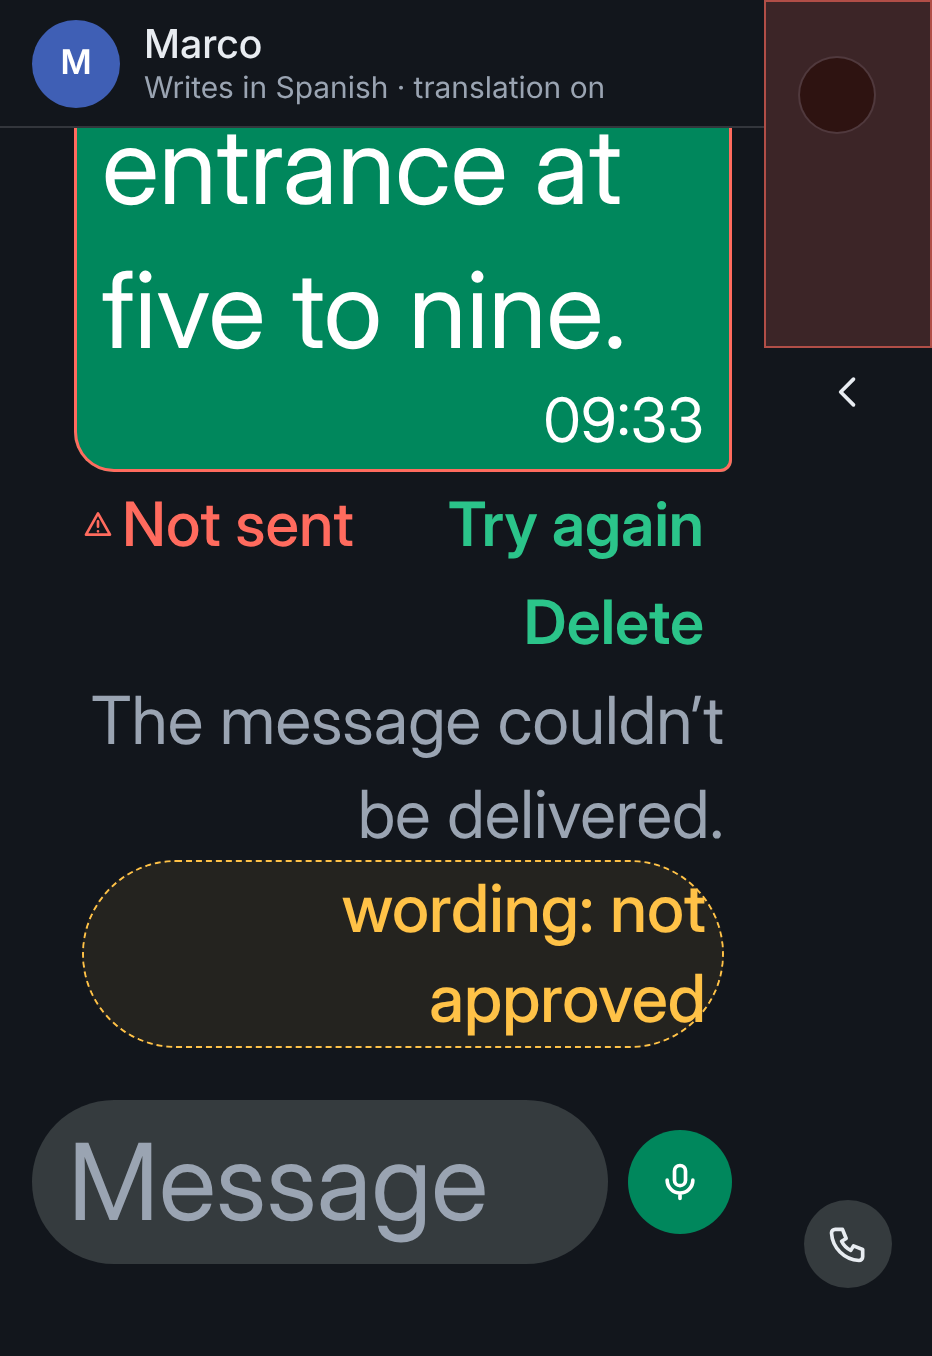 M
Marco
Writes in Spanish · translation on
entrance at
five to nine.
09:33
Not sent Try again
Delete
The message couldn’t
be delivered.
wording: not
approved
Message